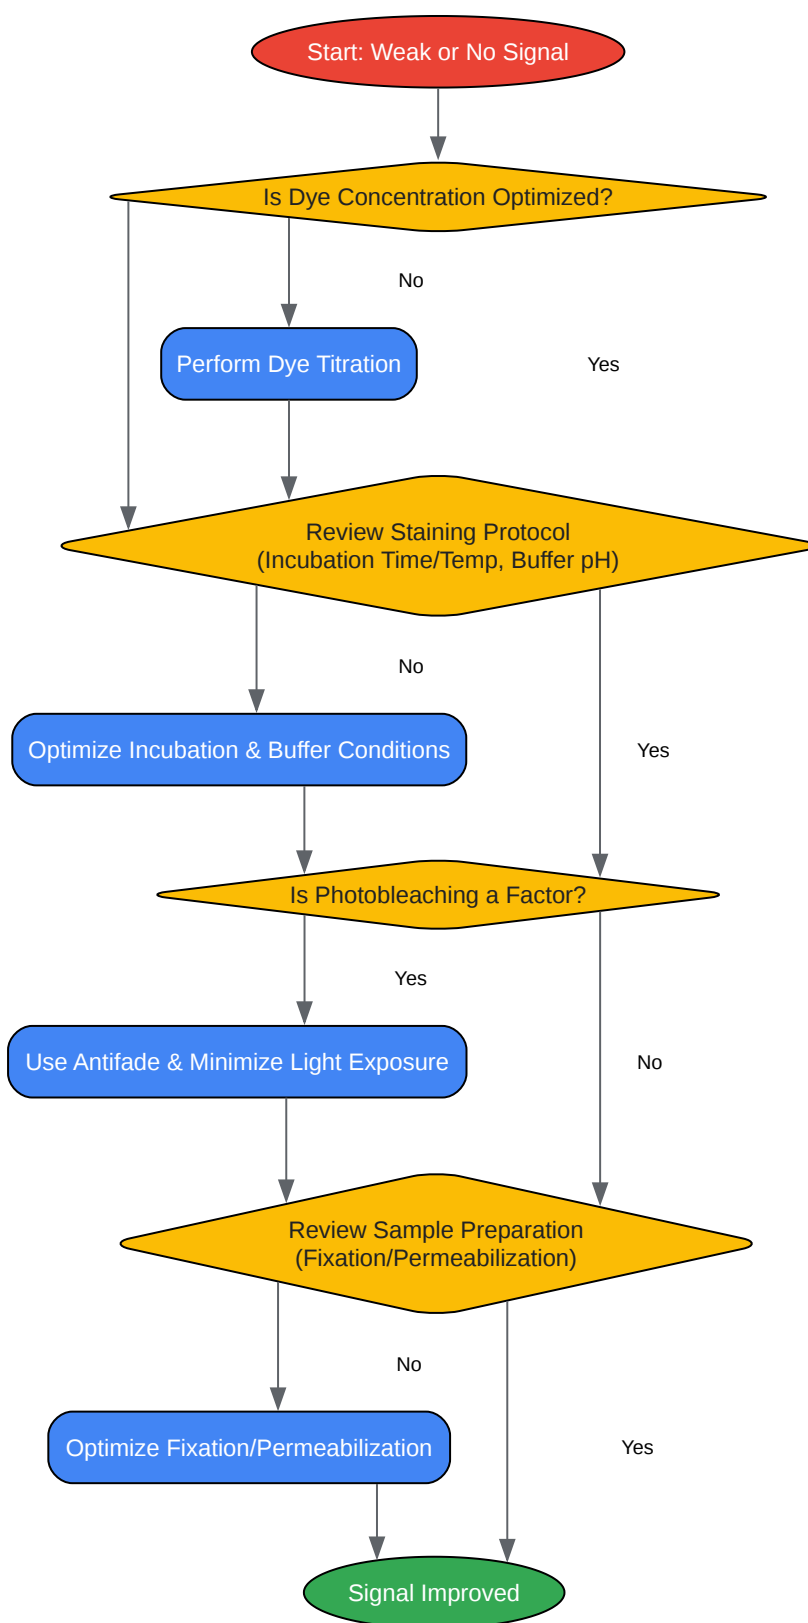 Start: Weak or No Signal
Is Dye Concentration Optimized?
No
Perform Dye Titration
Yes
Review Staining Protocol
(Incubation Time/Temp, Buffer pH)
No
Optimize Incubation & Buffer Conditions
Yes
Is Photobleaching a Factor?
Yes
Use Antifade & Minimize Light Exposure
No
Review Sample Preparation
(Fixation/Permeabilization)
No
Optimize Fixation/Permeabilization
Yes
Signal Improved